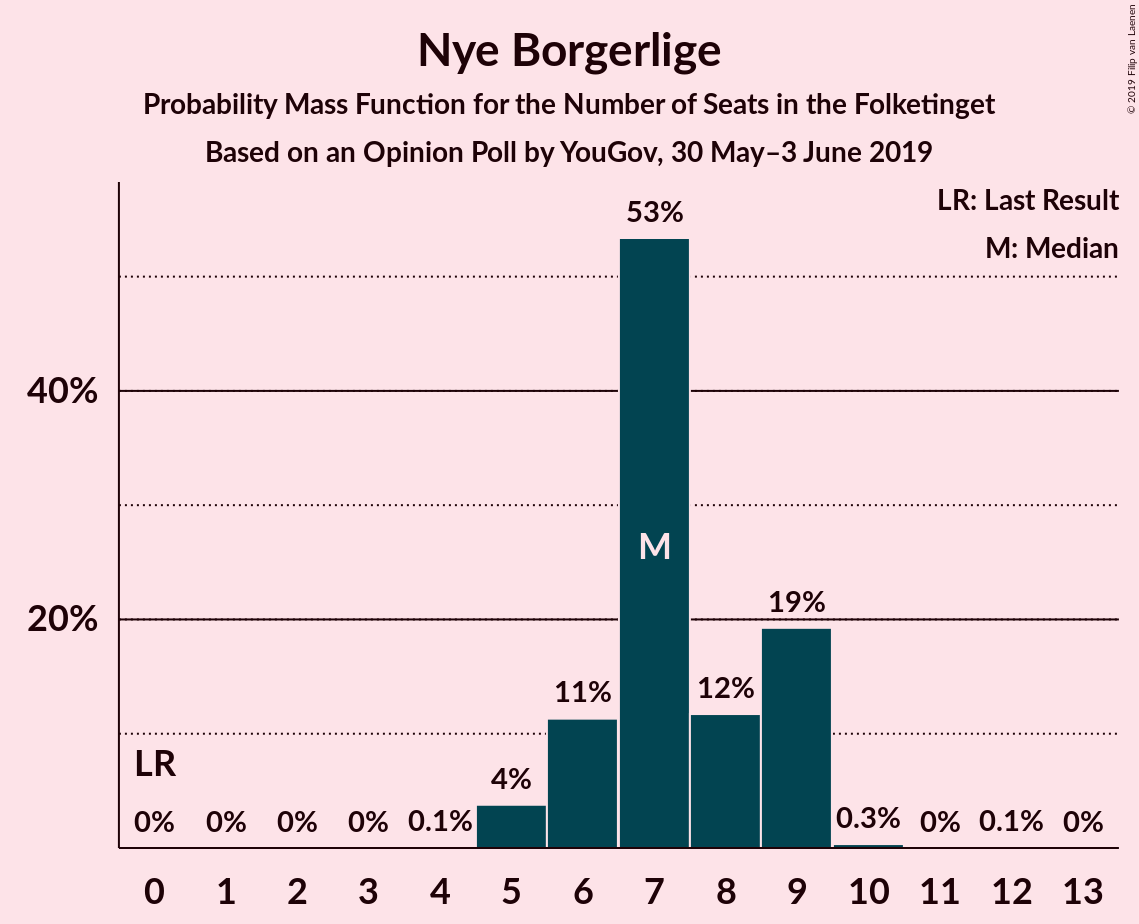 Nye Borgerlige
Probability Mass Function for the Number of Seats in the Folketinget
Based on an Opinion Poll by YouGov, 30 May–3 June 2019
© 2019 Filip van Laenen
LR: Last Result
M: Median
53%
40%
M
20%
19%
11%
12%
LR
4%
0% 0% 0% 0% 0.1% 0.3% 0% 0.1% 0%
0 1 2 3 4 5 6 7 8 9 10 11 12 13